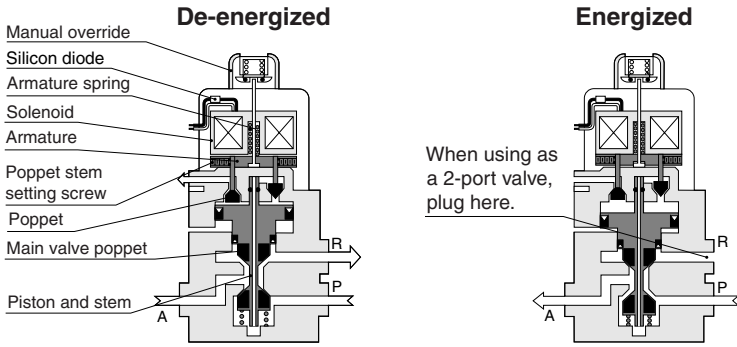 De-energized
Manual override
Silicon diode
Armature spring
Solenoid
Armature
Poppet stem
setting screw
Poppet
Main valve poppet
Piston and stem
R
P
A
Energized
When using as
a 2-port valve,
plug here.
R
P
A